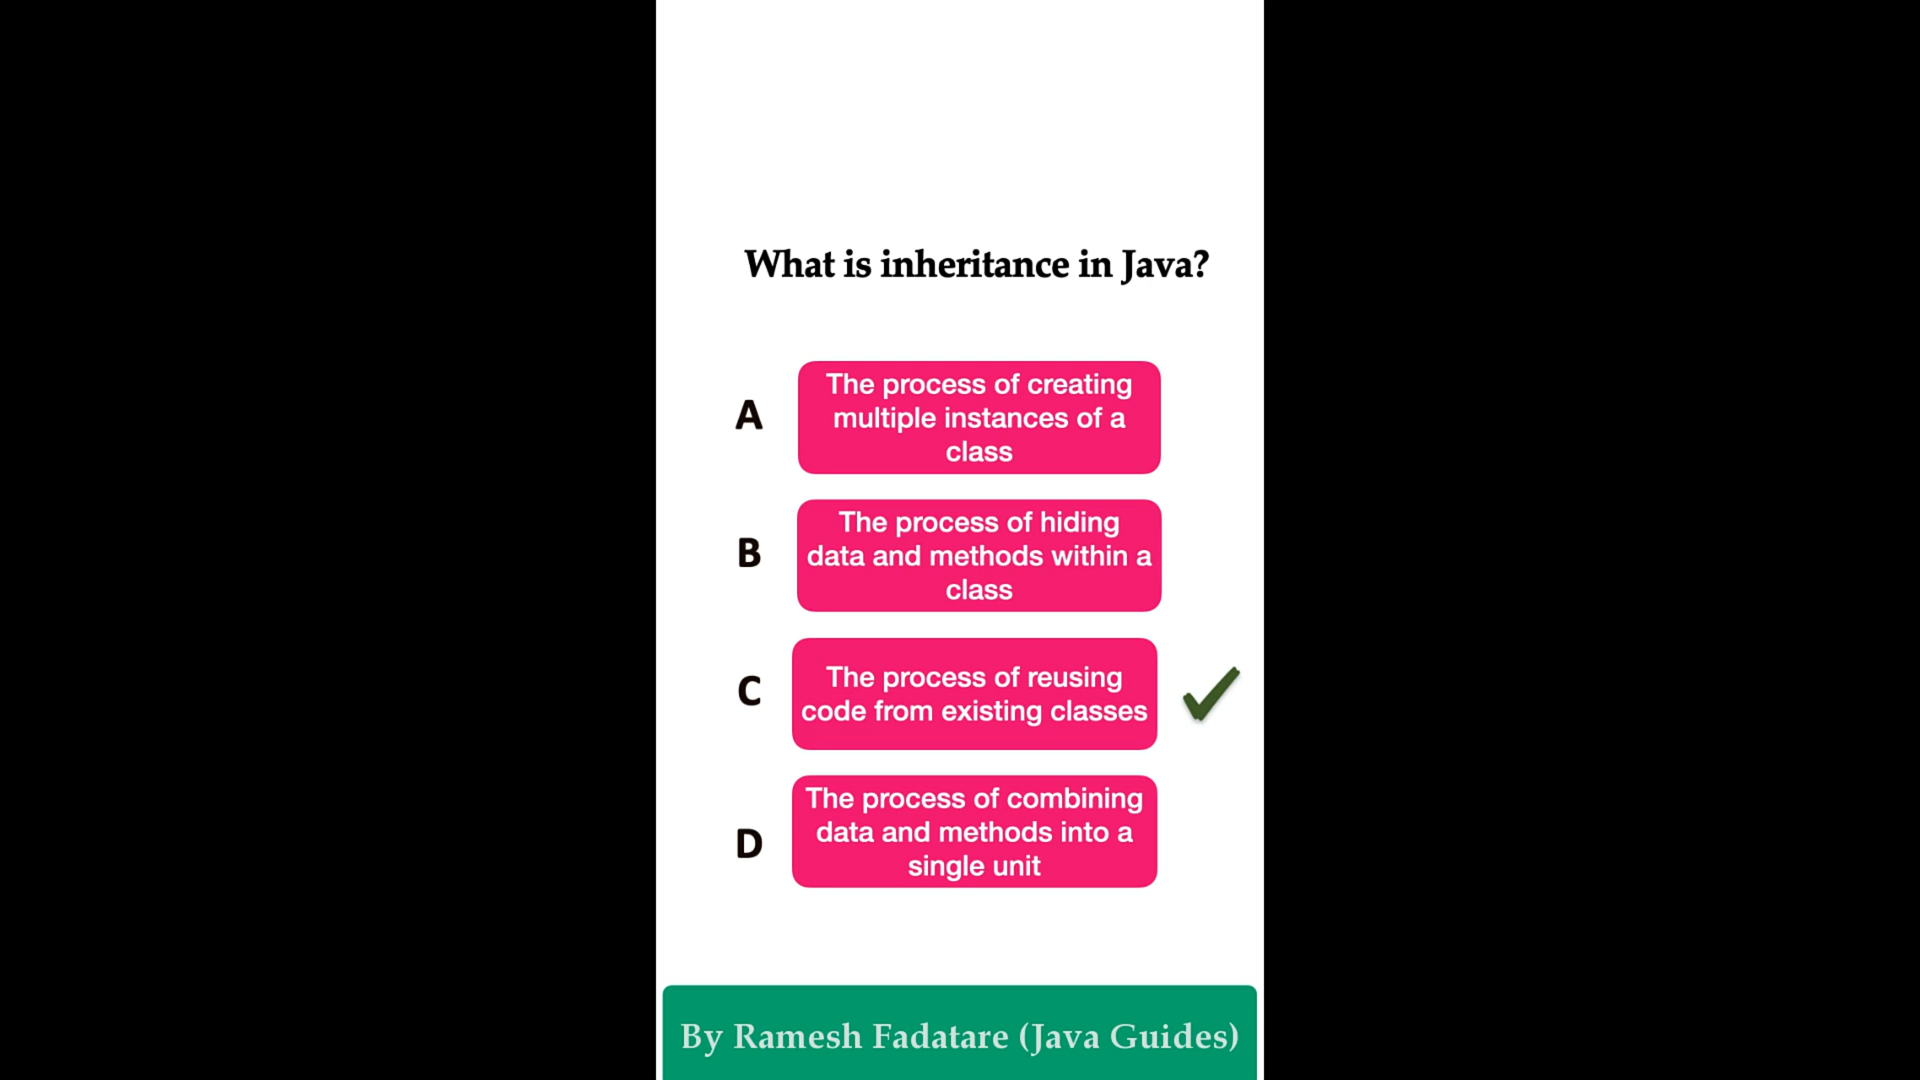 What is inheritance in Java?
A
The process of creating
multiple instances of a
class
B
The process of hiding
data and methods within a
class
C
The process of reusing
code from existing classes
D
The process of combining
data and methods into a
single unit
By Ramesh Fadatare (Java Guides)